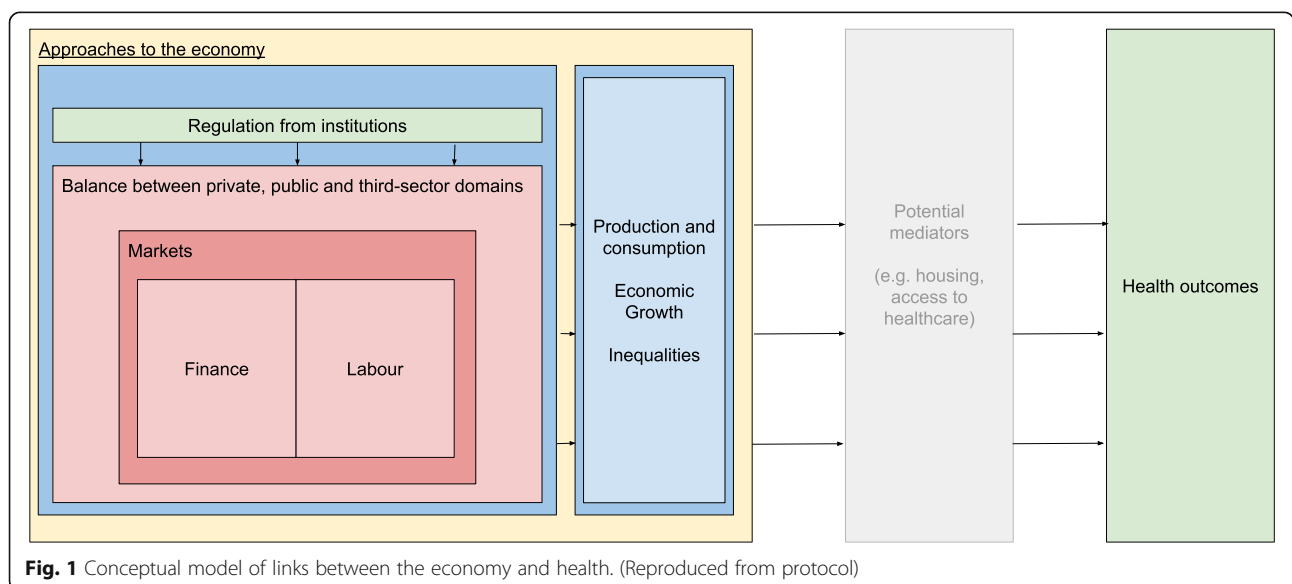 Approaches to the economy
Regulation from institutions
Balance between private, public and third-sector domains
Markets
Finance
Labour
Production and
consumption
Economic
Growth
Inequalities
Potential
mediators
(e.g. housing,
access to
healthcare)
Health outcomes
Fig. 1 Conceptual model of links between the economy and health. (Reproduced from protocol)